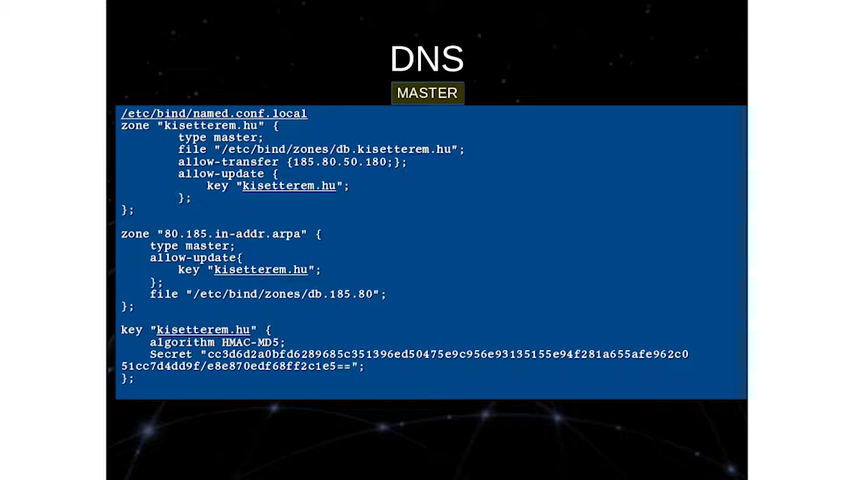 DNS
MASTER
/etc/bind/named.conf.local
zone "kisetterem.hu" {
type master;
file "/etc/bind/zones/db.kisetterem.hu";
allow-transfer {185.80.50.180;};
allow-update {
key "kisetterem.hu";
};
};
zone "80.185.in-addr.arpa" {
type master;
allow-update{
key "kisetterem.hu";
};
file "/etc/bind/zones/db.185.80";
};
key "kisetterem.hu" {
algorithm HMAC-MD5;
Secret "cc3d6d2a0bfd6289685c351396ed50475e9c956e93135155e94f281a655afe962c0
51cc7d4dd9f/e8e870edf68ff2c1e5==";
};